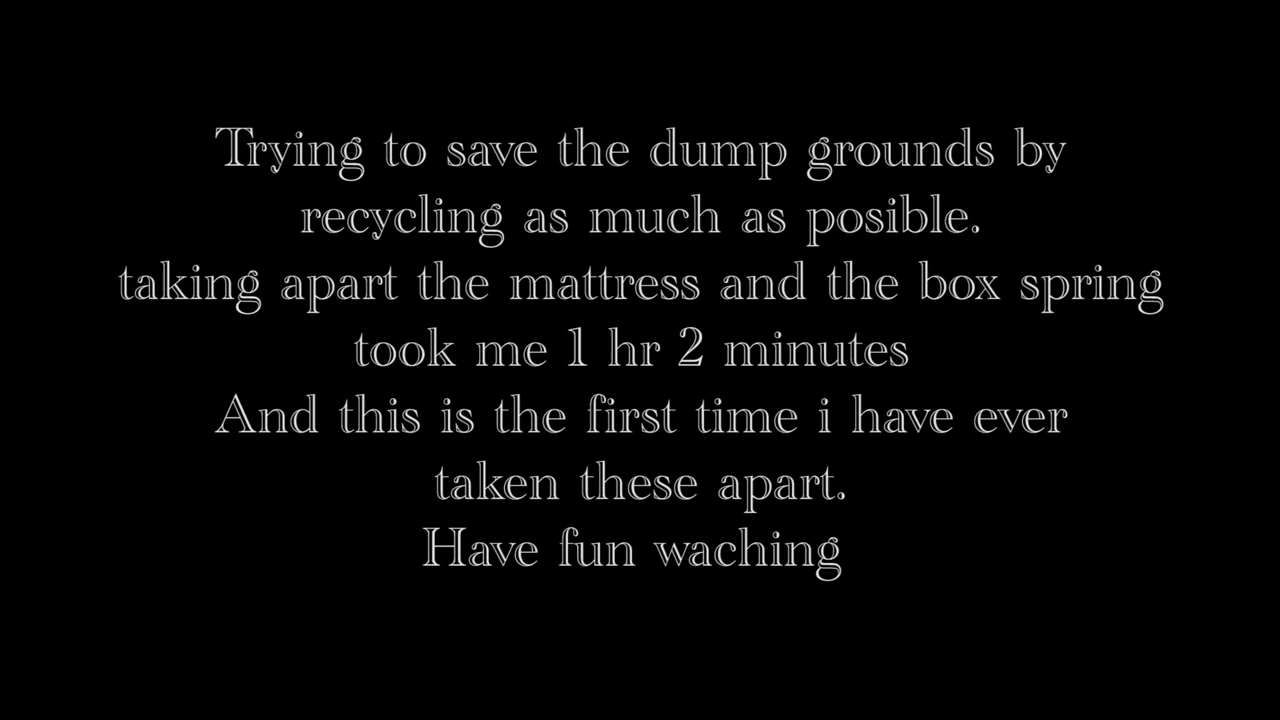 Trying to save the dump grounds by
recycling as much as posible.
taking apart the mattress and the box spring
took me 1 hr 2 minutes
And this is the first time i have ever
taken these apart.
Have fun waching